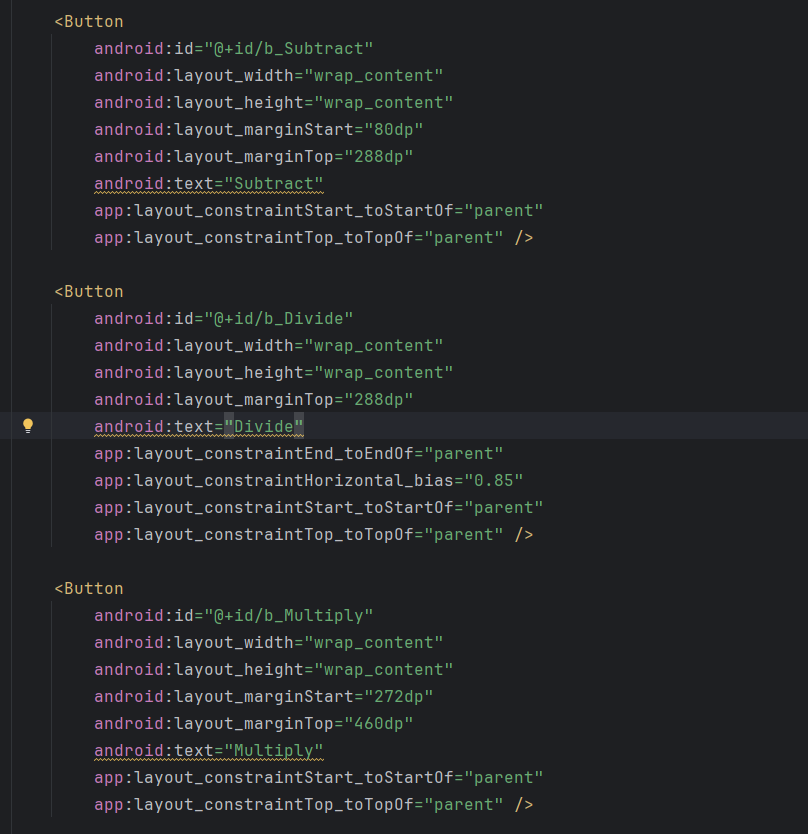 <Button
android:id="@+id/b_Subtract"
android:layout_width="wrap_content"
android:layout_height="wrap_content"
android:layout_marginStart="80dp"
android:layout_marginTop="288dp"
android:text="Subtract"
app:layout_constraintStart_toStartOf="parent"
app:layout_constraintTop_toTopOf="parent" />
<Button
android:id="@+id/b_Divide"
android:layout_width="wrap_content"
android:layout_height="wrap_content"
android:layout_marginTop="288dp"
android:text="Divide"
app:layout_constraintEnd_toEndOf="parent"
app:layout_constraintHorizontal_bias="0.85"
app:layout_constraintStart_toStartOf="parent"
app:layout_constraintTop_toTopOf="parent" />
<Button
android:id="@+id/b_Multiply"
android:layout_width="wrap_content"
android:layout_height="wrap_content"
android:layout_marginStart="272dp"
android:layout_marginTop="460dp"
android:text="Multiply"
app:layout_constraintStart_toStartOf="parent"
app:layout_constraintTop_toTopOf="parent" />